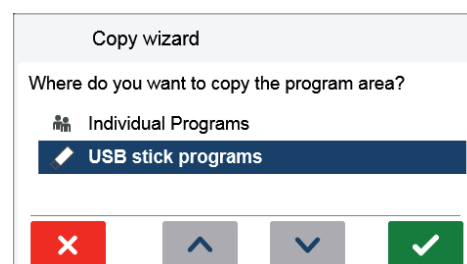 Copy wizard
Where do you want to copy the program area?
Individual Programs
USB stick programs